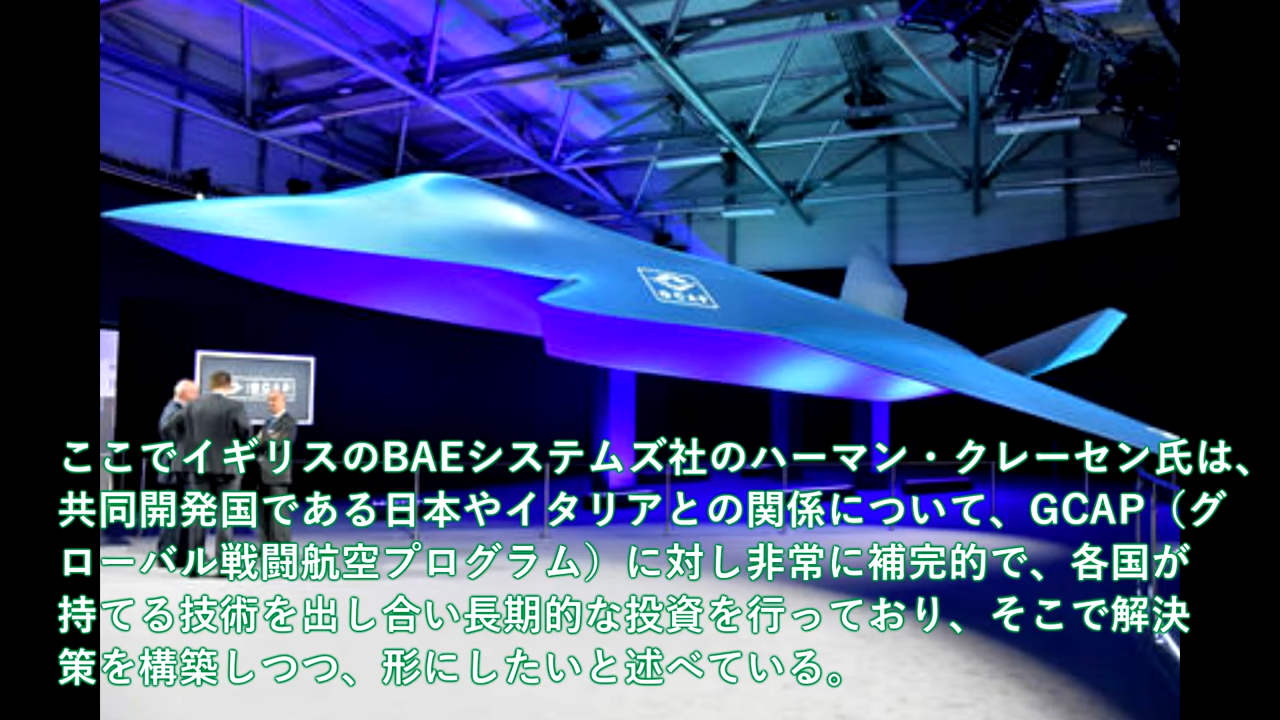 GCAP
GCAP
ここでイギリスのBAEシステムズ社のハーマン・クレーセン氏は、
共同開発国である日本やイタリアとの関係について、GCAP（グ
ローバル戦闘航空プログラム）に対し非常に補完的で、各国が
持てる技術を出し合い長期的な投資を行っており、そこで解決
策を構築しつつ、形にしたいと述べている。